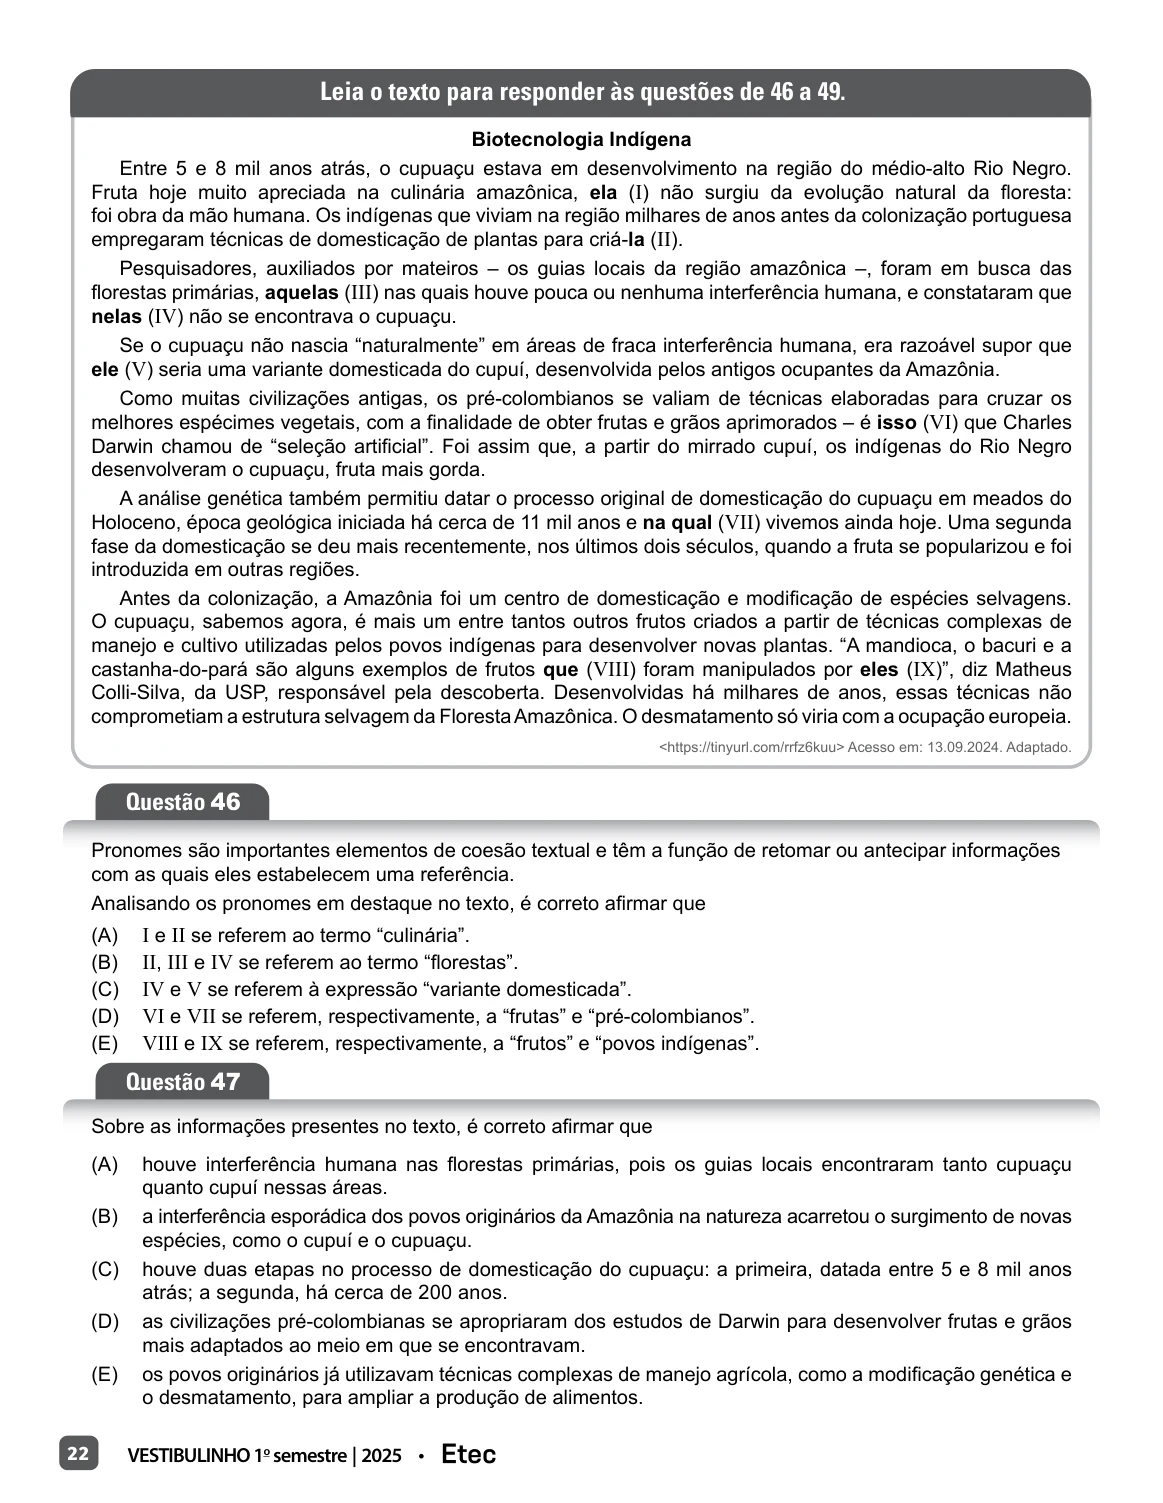 Leia o texto para responder às questões de 46 a 49.
Biotecnologia Indígena
Entre 5 e 8 mil anos atrás, o cupuaçu estava em desenvolvimento na região do médio-alto Rio Negro.
Fruta hoje muito apreciada na culinária amazônica, ela (I) não surgiu da evolução natural da floresta:
foi obra da mão humana. Os indígenas que viviam na região milhares de anos antes da colonização portuguesa
empregaram técnicas de domesticação de plantas para criá-la (II).
Pesquisadores, auxiliados por mateiros – os guias locais da região amazônica –, foram em busca das
florestas primárias, aquelas (III) nas quais houve pouca ou nenhuma interferência humana, e constataram que
nelas (IV) não se encontrava o cupuaçu.
Se o cupuaçu não nascia “naturalmente” em áreas de fraca interferência humana, era razoável supor que
ele (V) seria uma variante domesticada do cupuí, desenvolvida pelos antigos ocupantes da Amazônia.
Como muitas civilizações antigas, os pré-colombianos se valiam de técnicas elaboradas para cruzar os
melhores espécimes vegetais, com a finalidade de obter frutas e grãos aprimorados – é isso (VI) que Charles
Darwin chamou de “seleção artificial”. Foi assim que, a partir do mirrado cupuí, os indígenas do Rio Negro
desenvolveram o cupuaçu, fruta mais gorda.
A análise genética também permitiu datar o processo original de domesticação do cupuaçu em meados do
Holoceno, época geológica iniciada há cerca de 11 mil anos e na qual (VII) vivemos ainda hoje. Uma segunda
fase da domesticação se deu mais recentemente, nos últimos dois séculos, quando a fruta se popularizou e foi
introduzida em outras regiões.
Antes da colonização, a Amazônia foi um centro de domesticação e modificação de espécies selvagens.
O cupuaçu, sabemos agora, é mais um entre tantos outros frutos criados a partir de técnicas complexas de
manejo e cultivo utilizadas pelos povos indígenas para desenvolver novas plantas. “A mandioca, o bacuri e a
castanha-do-pará são alguns exemplos de frutos que (VIII) foram manipulados por eles (IX)”, diz Matheus
Colli-Silva, da USP, responsável pela descoberta. Desenvolvidas há milhares de anos, essas técnicas não
comprometiam a estrutura selvagem da Floresta Amazônica. O desmatamento só viria com a ocupação europeia.
<https://tinyurl.com/rrfz6kuu> Acesso em: 13.09.2024. Adaptado.
Questão 46
Pronomes são importantes elementos de coesão textual e têm a função de retomar ou antecipar informações
com as quais eles estabelecem uma referência.
Analisando os pronomes em destaque no texto, é correto afirmar que
(A) I e II se referem ao termo “culinária”.
(B) II, III e IV se referem ao termo “florestas”.
(C) IV e V se referem à expressão “variante domesticada”.
(D) VI e VII se referem, respectivamente, a “frutas” e “pré-colombianos”.
(E) VIII e IX se referem, respectivamente, a “frutos” e “povos indígenas”.
Questão 47
Sobre as informações presentes no texto, é correto afirmar que
(A) houve interferência humana nas florestas primárias, pois os guias locais encontraram tanto cupuaçu
quanto cupuí nessas áreas.
(B) a interferência esporádica dos povos originários da Amazônia na natureza acarretou o surgimento de novas
espécies, como o cupuí e o cupuaçu.
(C) houve duas etapas no processo de domesticação do cupuaçu: a primeira, datada entre 5 e 8 mil anos
atrás; a segunda, há cerca de 200 anos.
(D) as civilizações pré-colombianas se apropriaram dos estudos de Darwin para desenvolver frutas e grãos
mais adaptados ao meio em que se encontravam.
(E) os povos originários já utilizavam técnicas complexas de manejo agrícola, como a modificação genética e
o desmatamento, para ampliar a produção de alimentos.
22 VESTIBULINHO 1º semestre | 2025 • Etec